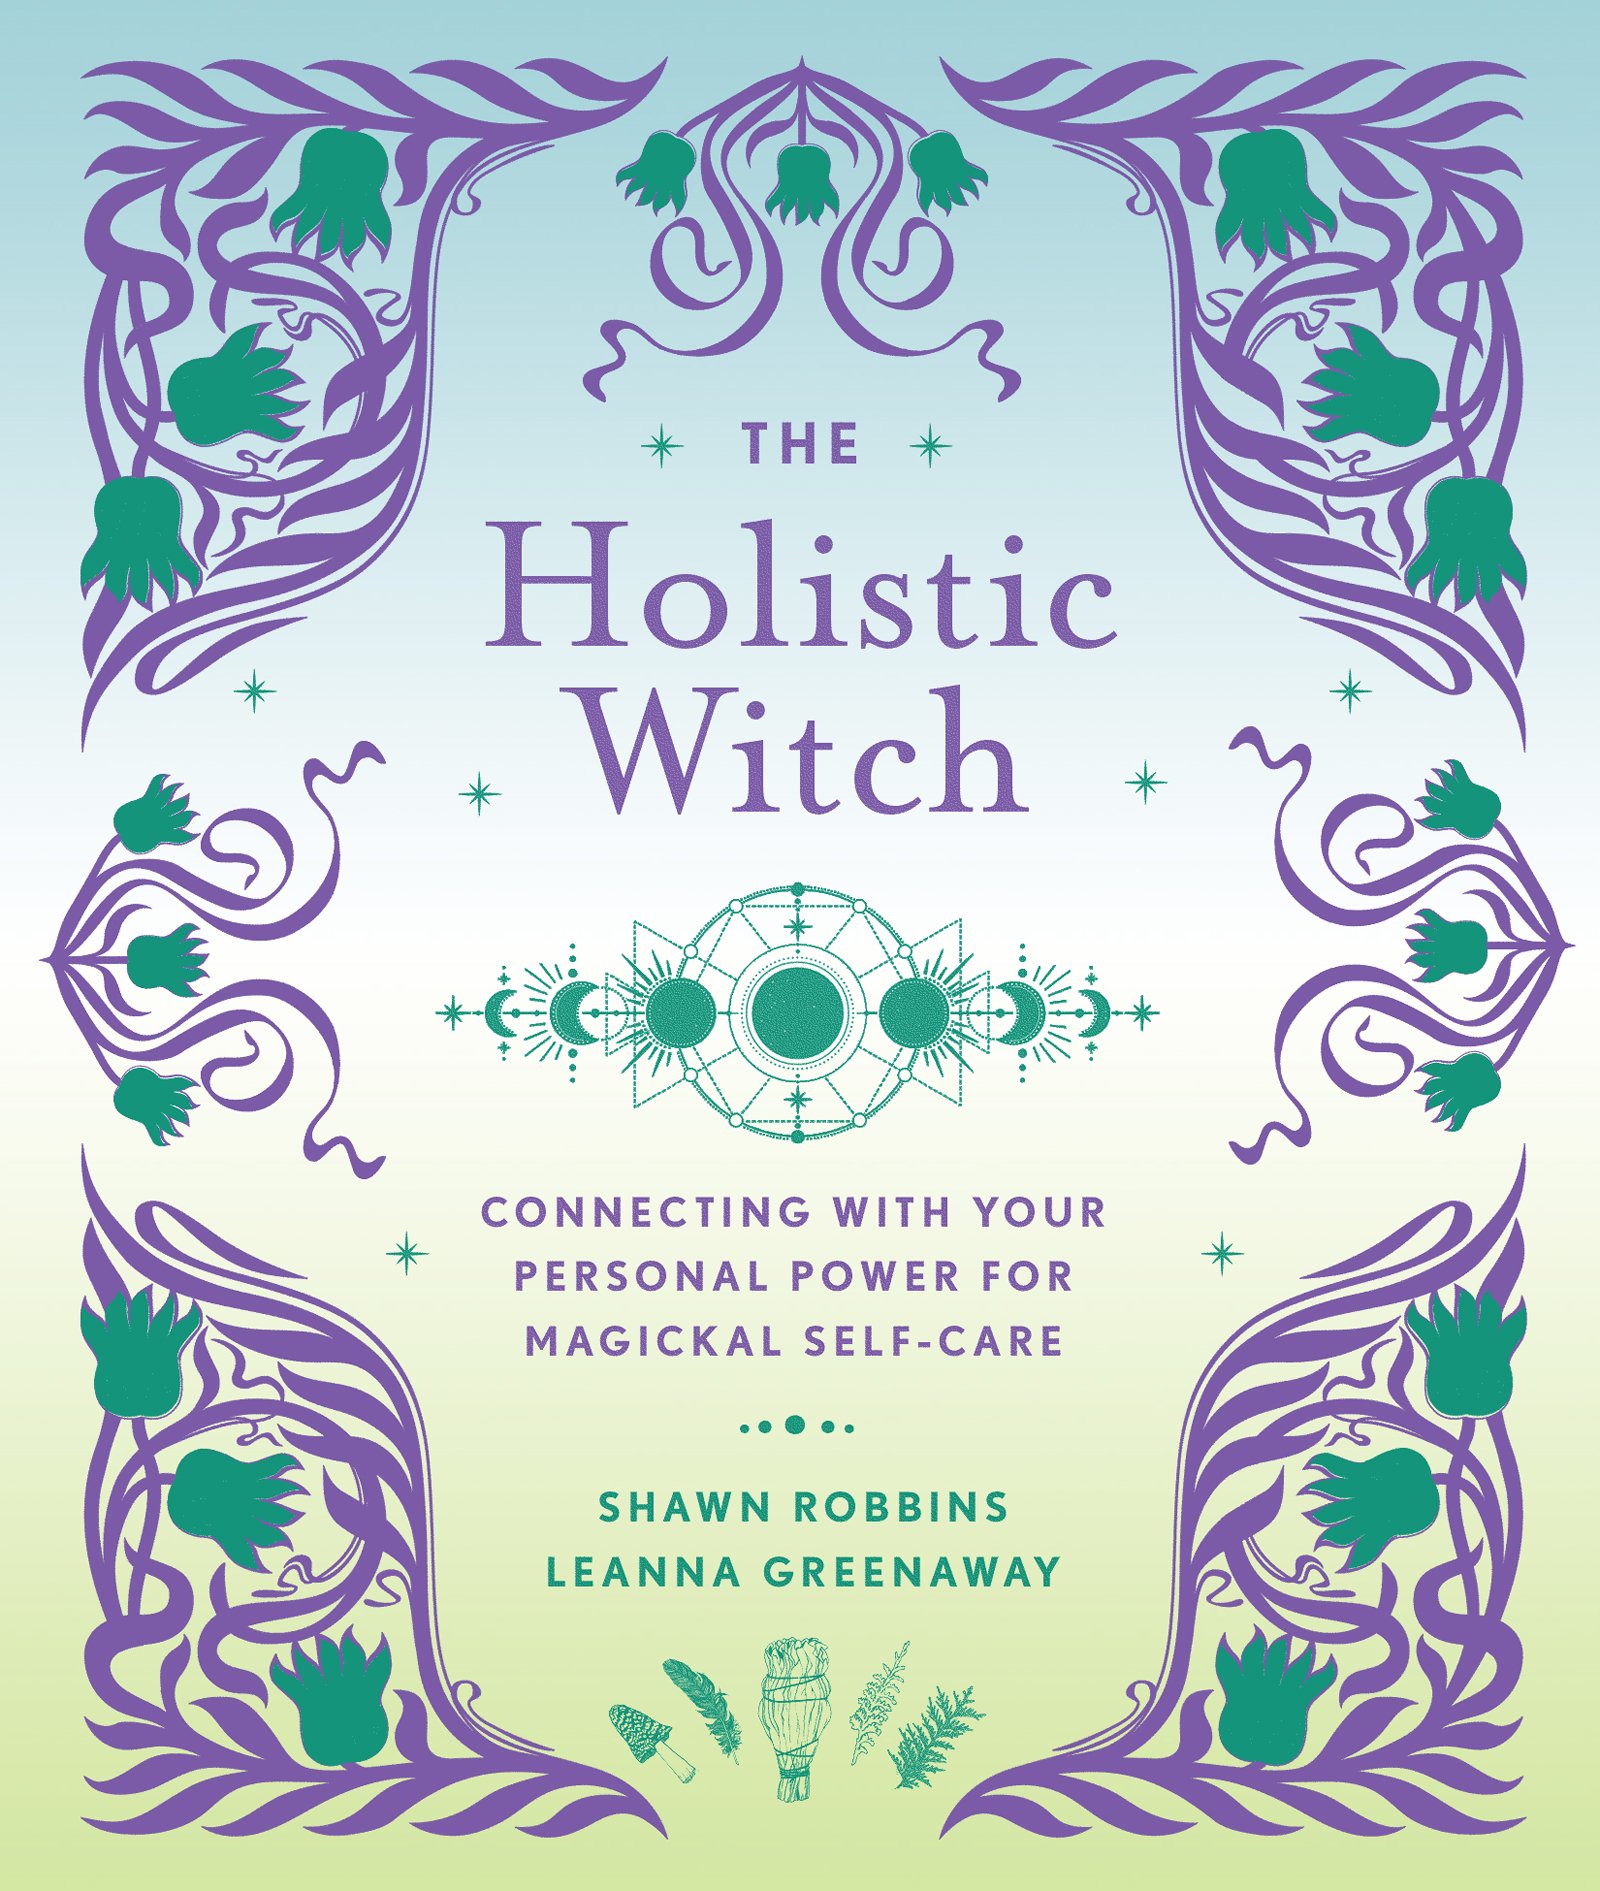 THE
Holistic
Witch
CONNECTING WITH YOUR
PERSONAL POWER FOR
MAGICKAL SELF-CARE
SHAWN ROBBINS
LEANNA GREENAWAY